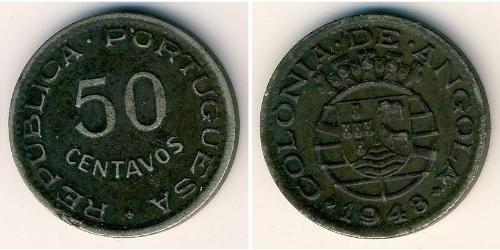 REPUBLICA · PORTUGUESA
50
CENTAVOS
COLONIA · DE · ANGOLA
· 1948 ·